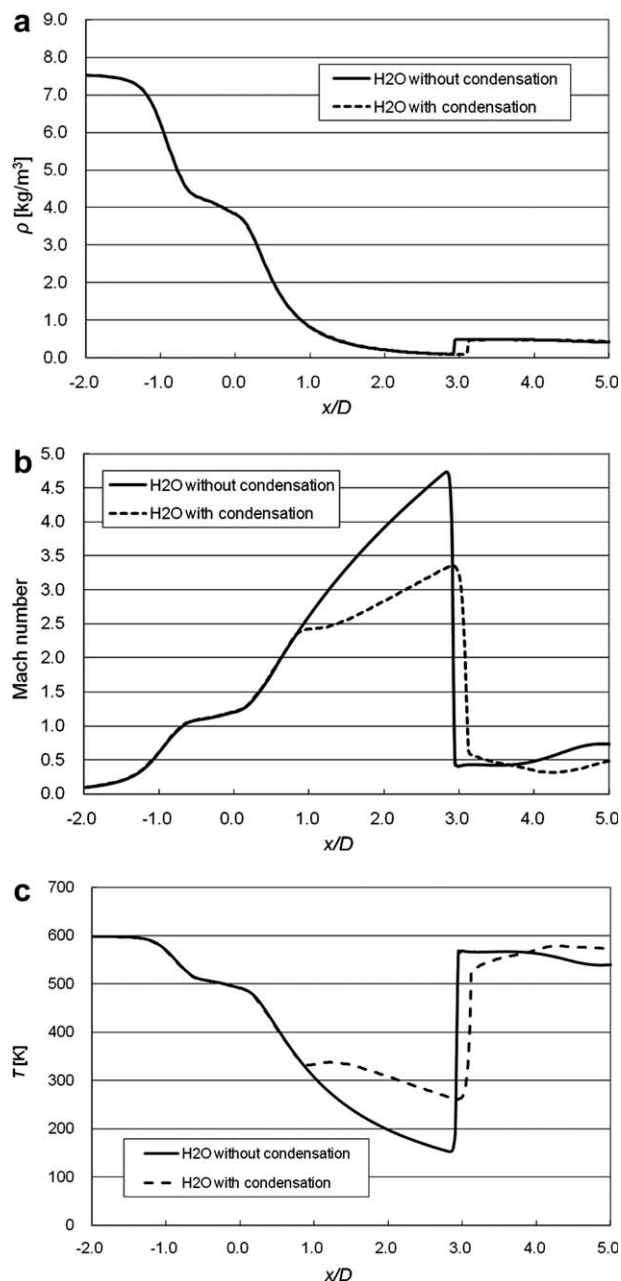 a
9.0
8.0
7.0
6.0
5.0
4.0
3.0
2.0
1.0
0.0
ρ [kg/m³]
H2O without condensation
H2O with condensation
-2.0 -1.0 0.0 1.0 2.0 3.0 4.0 5.0
x/D
b
5.0
4.5
4.0
3.5
3.0
2.5
2.0
1.5
1.0
0.5
0.0
Mach number
H2O without condensation
H2O with condensation
-2.0 -1.0 0.0 1.0 2.0 3.0 4.0 5.0
x/D
c
700
600
500
400
300
200
100
0
T [K]
H2O without condensation
H2O with condensation
-2.0 -1.0 0.0 1.0 2.0 3.0 4.0 5.0
x/D